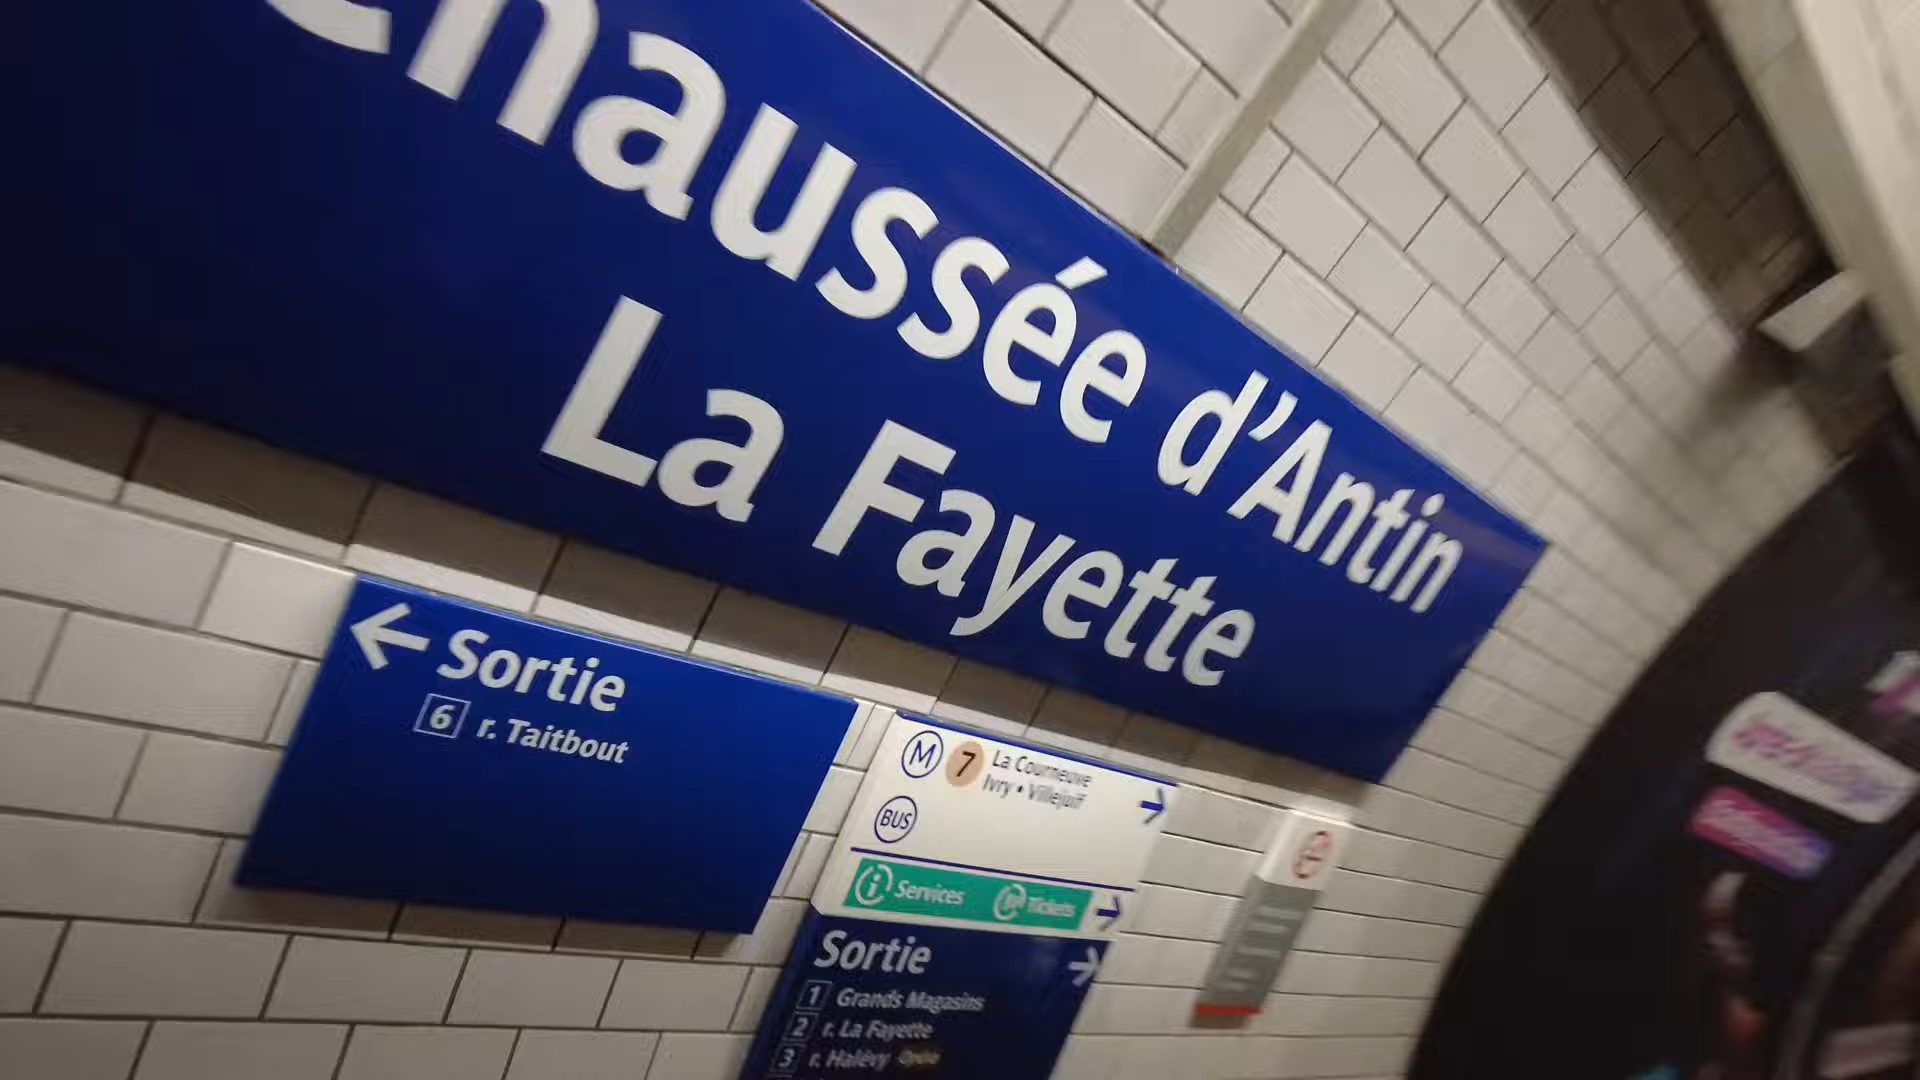 Chaussée d'Antin
La Fayette
← Sortie
6 r. Taitbout
M 7 La Courneuve
Ivry • Villejuif →
BUS
i Services Tickets →
Sortie →
1 Grands Magasins
2 r. La Fayette
3 r. Halévy Opéra